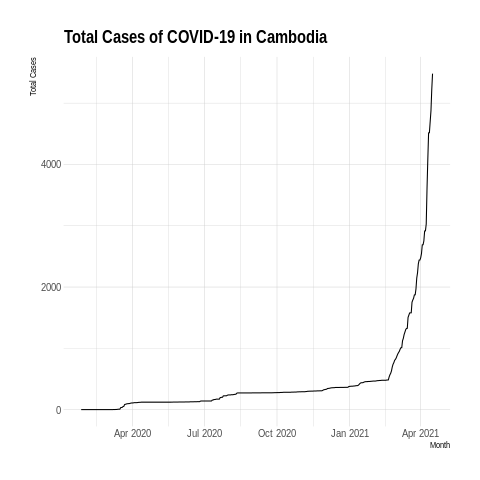 Total Cases of COVID-19 in Cambodia
Total Cases
4000
2000
0
Apr 2020 Jul 2020 Oct 2020 Jan 2021 Apr 2021
Month